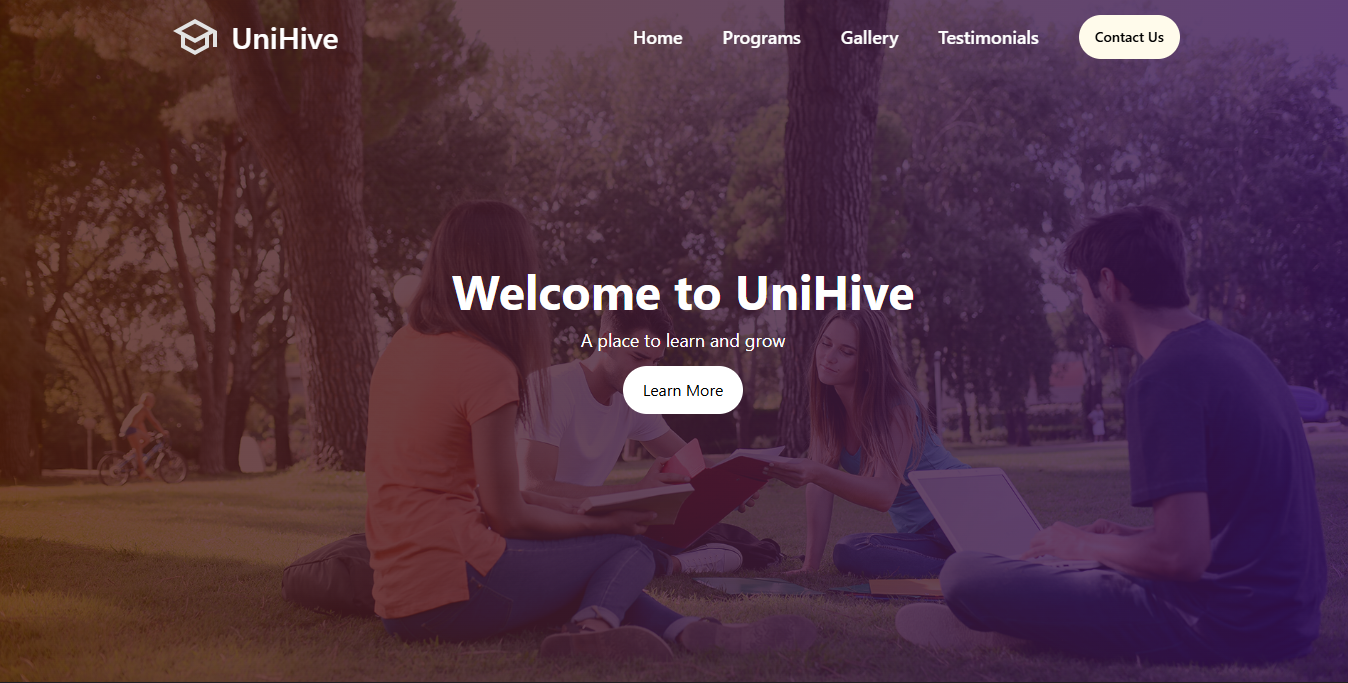 UniHive
Home Programs Gallery Testimonials Contact Us
Welcome to UniHive
A place to learn and grow
Learn More